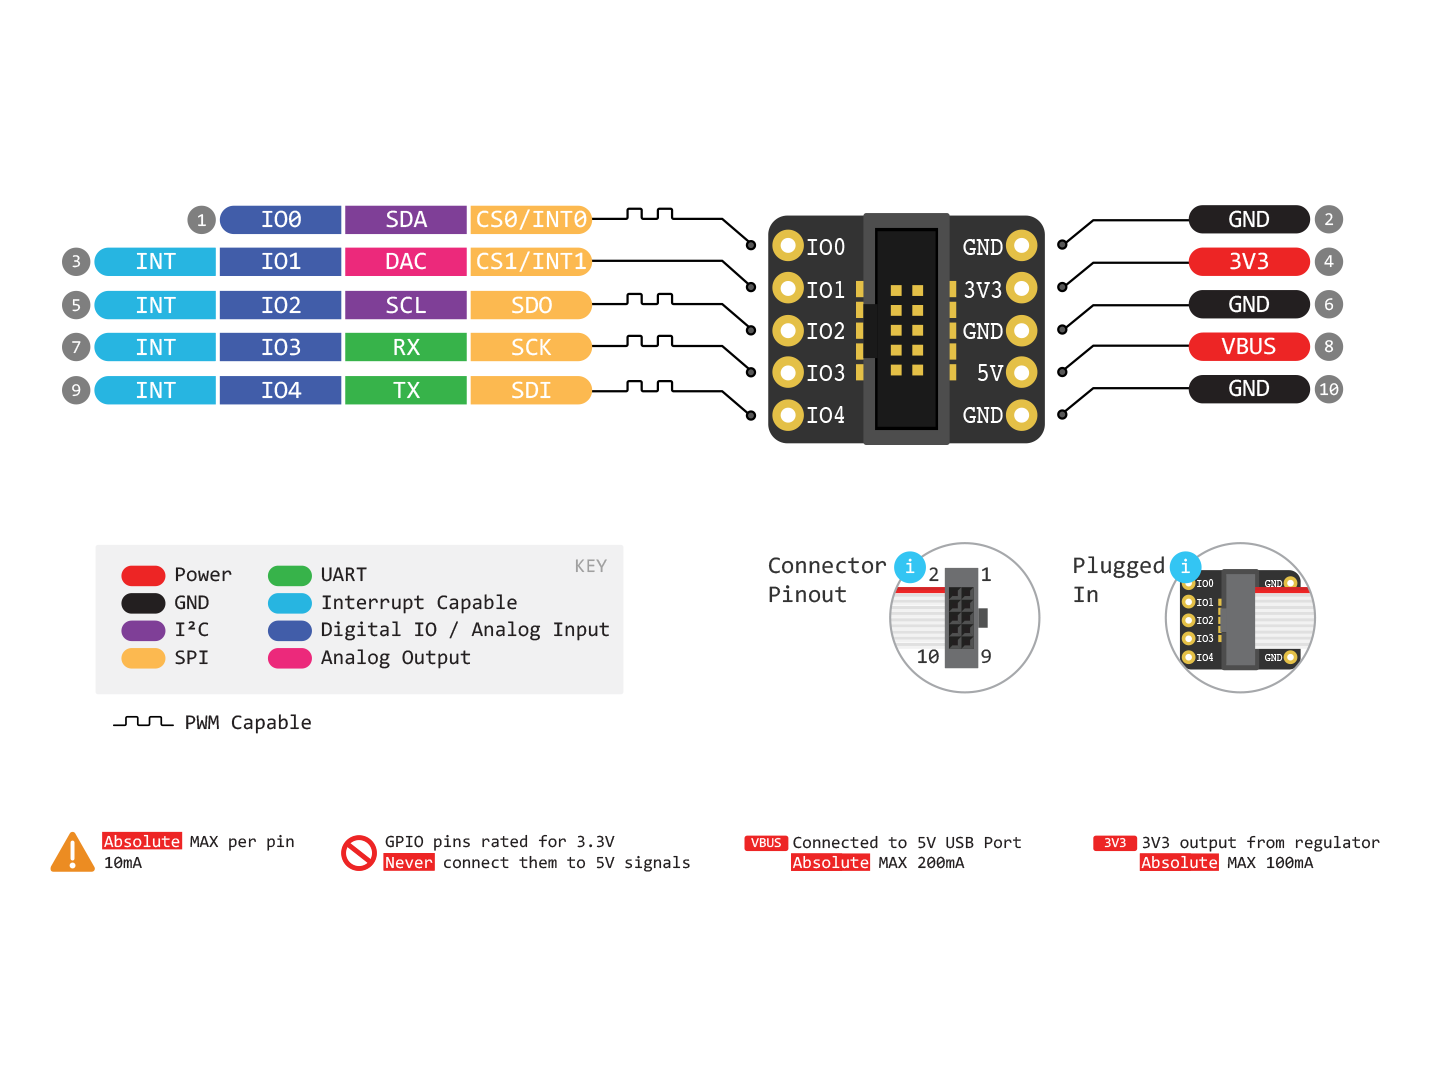 1 IO0 SDA CS0/INT0
3 INT IO1 DAC CS1/INT1
5 INT IO2 SCL SDO
7 INT IO3 RX SCK
9 INT IO4 TX SDI
IO0 GND
IO1 3V3
IO2 GND
IO3 5V
IO4 GND
GND 2
3V3 4
GND 6
VBUS 8
GND 10
KEY
Power
GND
I²C
SPI
UART
Interrupt Capable
Digital IO / Analog Input
Analog Output
PWM Capable
Connector
Pinout
i
2 1
10 9
Plugged
In
i
IO0 GND
IO1
IO2
IO3
IO4 GND
Absolute MAX per pin
10mA
GPIO pins rated for 3.3V
Never connect them to 5V signals
VBUS Connected to 5V USB Port
Absolute MAX 200mA
3V3 3V3 output from regulator
Absolute MAX 100mA